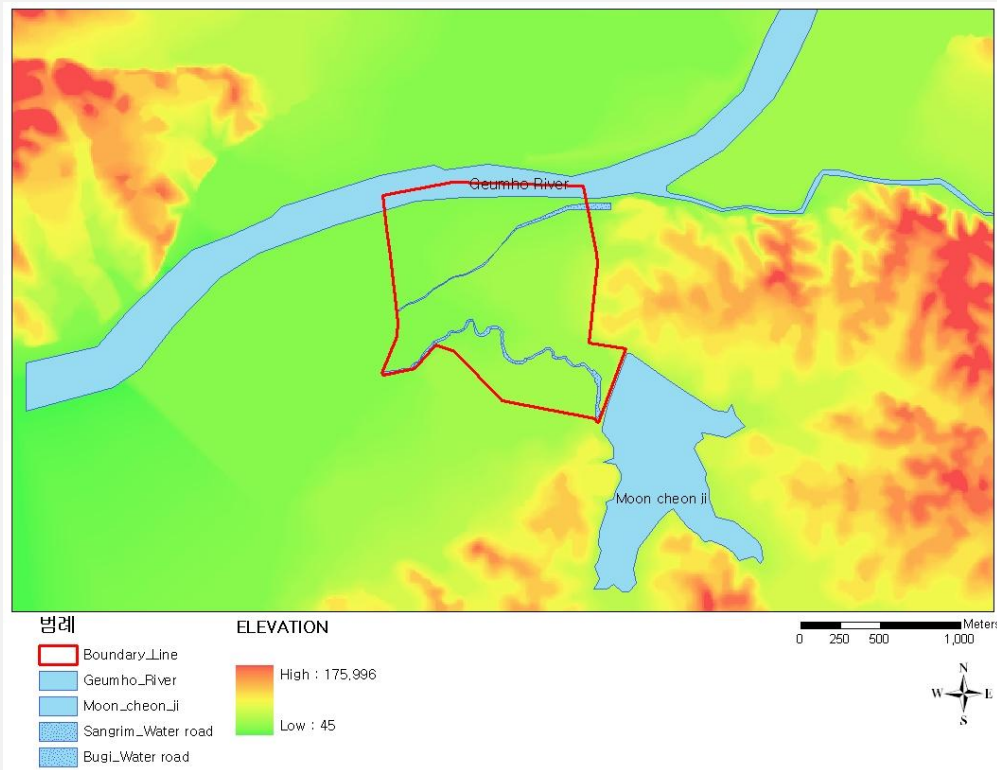 Geumho River
Moon cheon ji
범례
Boundary_Line
Geumho_River
Moon_cheon_ji
Sangrim_Water road
Bugi_Water road
ELEVATION
High : 175,996
Low : 45
Meters
0 250 500 1,000
N
W E
S